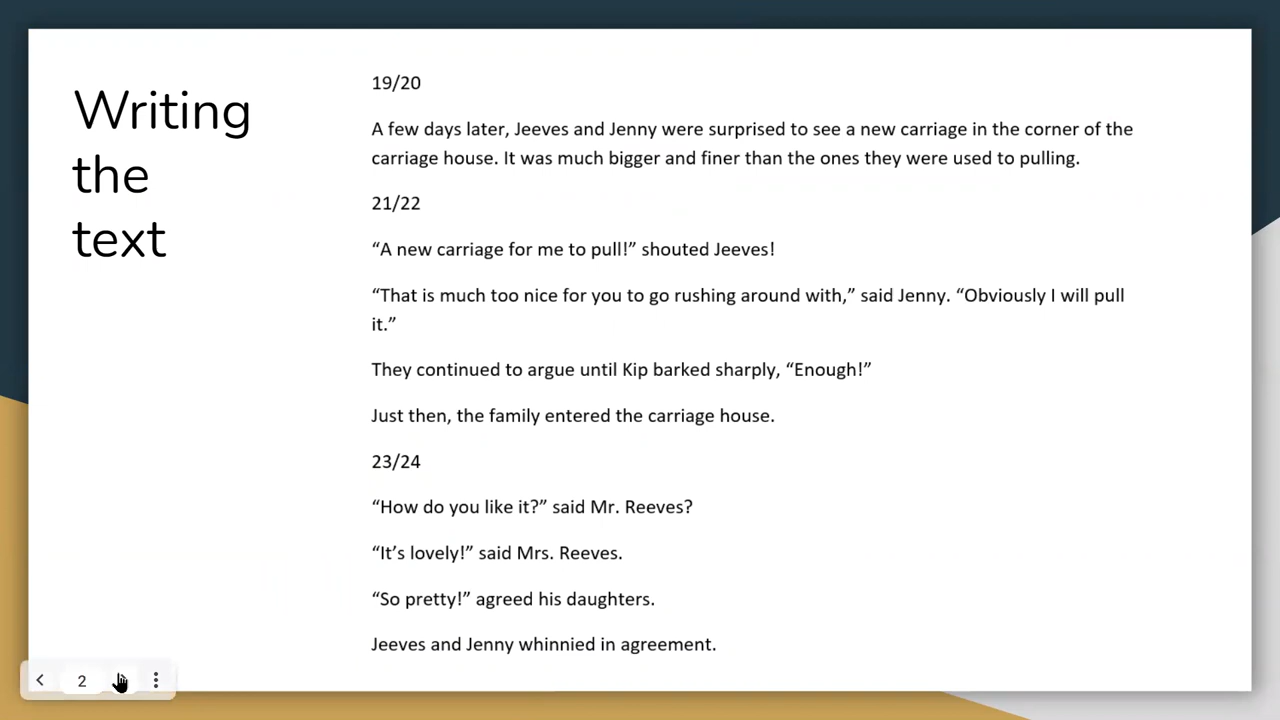 Writing
the
text
19/20
A few days later, Jeeves and Jenny were surprised to see a new carriage in the corner of the
carriage house. It was much bigger and finer than the ones they were used to pulling.
21/22
“A new carriage for me to pull!” shouted Jeeves!
“That is much too nice for you to go rushing around with,” said Jenny. “Obviously I will pull
it.”
They continued to argue until Kip barked sharply, “Enough!”
Just then, the family entered the carriage house.
23/24
“How do you like it?” said Mr. Reeves?
“It’s lovely!” said Mrs. Reeves.
“So pretty!” agreed his daughters.
Jeeves and Jenny whinnied in agreement.
2